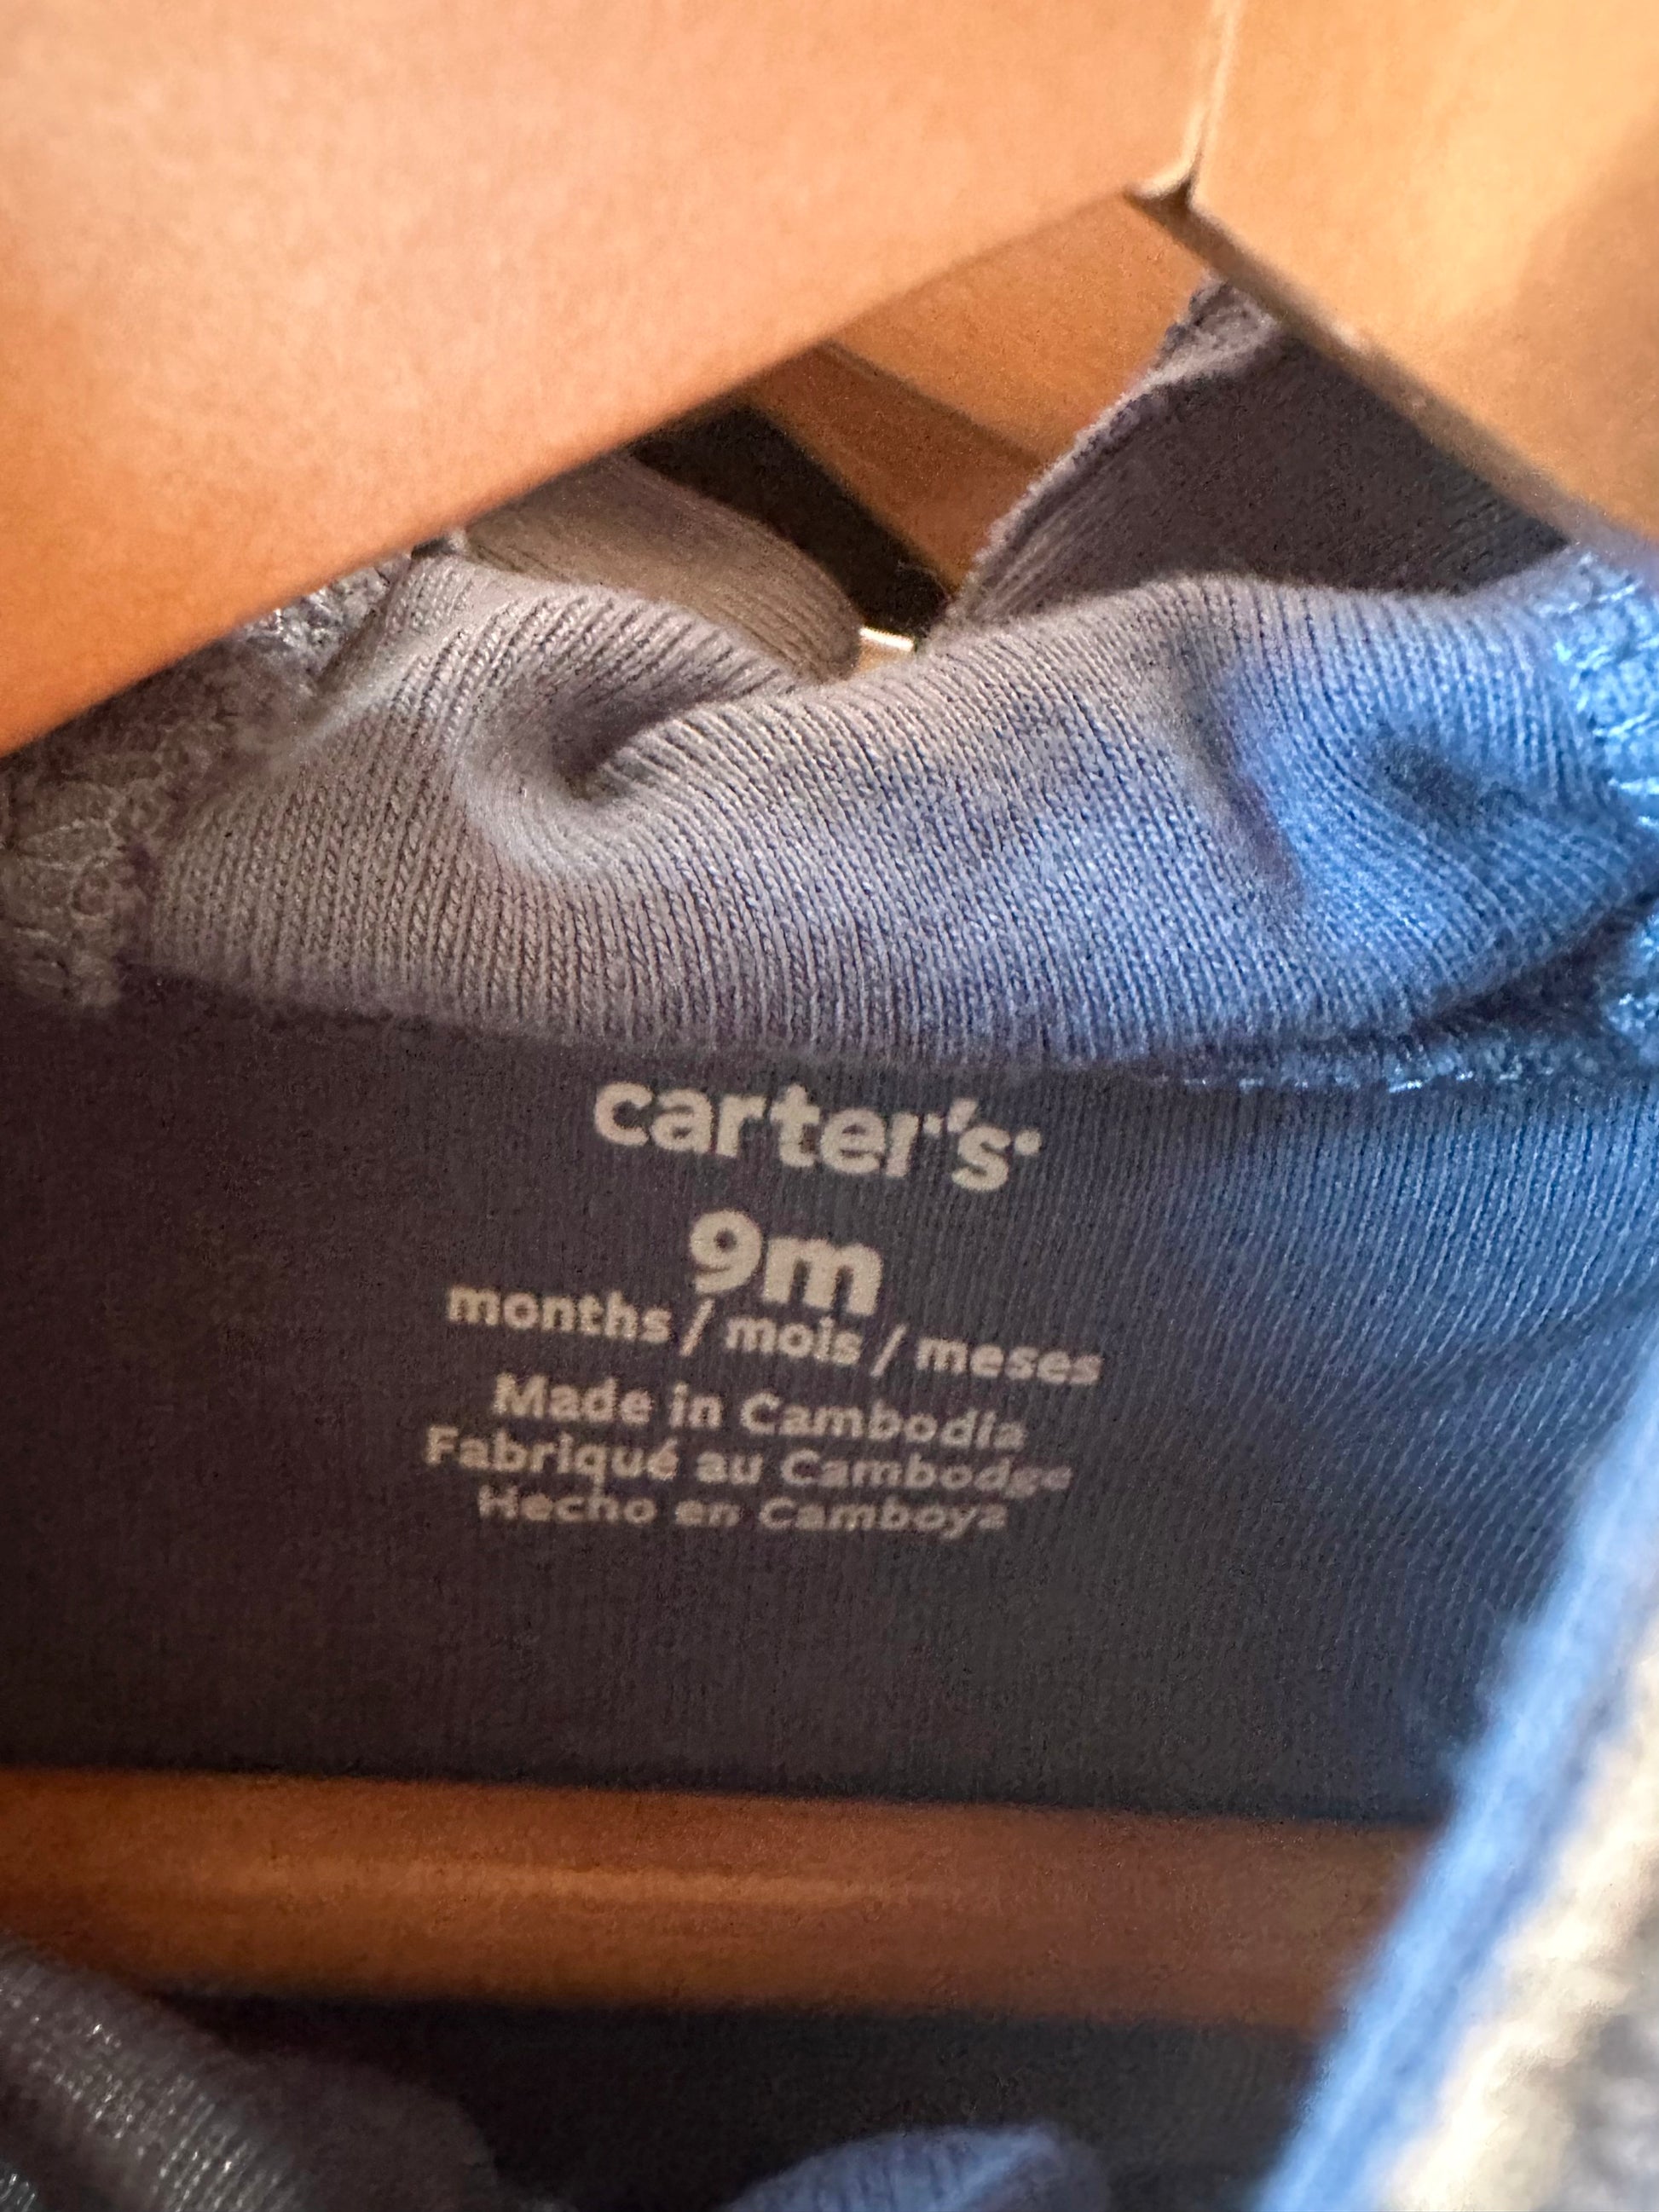 carter's
9m
months / mois / meses
Made in Cambodia
Fabriqué au Cambodge
Hecho en Camboya